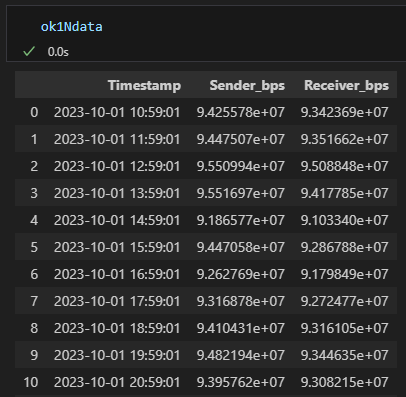 ok1Ndata
0.0s
Timestamp Sender_bps Receiver_bps
0 2023-10-01 10:59:01 9.425578e+07 9.342369e+07
1 2023-10-01 11:59:01 9.447507e+07 9.351662e+07
2 2023-10-01 12:59:01 9.550994e+07 9.508848e+07
3 2023-10-01 13:59:01 9.551697e+07 9.417785e+07
4 2023-10-01 14:59:01 9.186577e+07 9.103340e+07
5 2023-10-01 15:59:01 9.447058e+07 9.286788e+07
6 2023-10-01 16:59:01 9.262769e+07 9.179849e+07
7 2023-10-01 17:59:01 9.316878e+07 9.272477e+07
8 2023-10-01 18:59:01 9.410431e+07 9.316105e+07
9 2023-10-01 19:59:01 9.482194e+07 9.344635e+07
10 2023-10-01 20:59:01 9.395762e+07 9.308215e+07